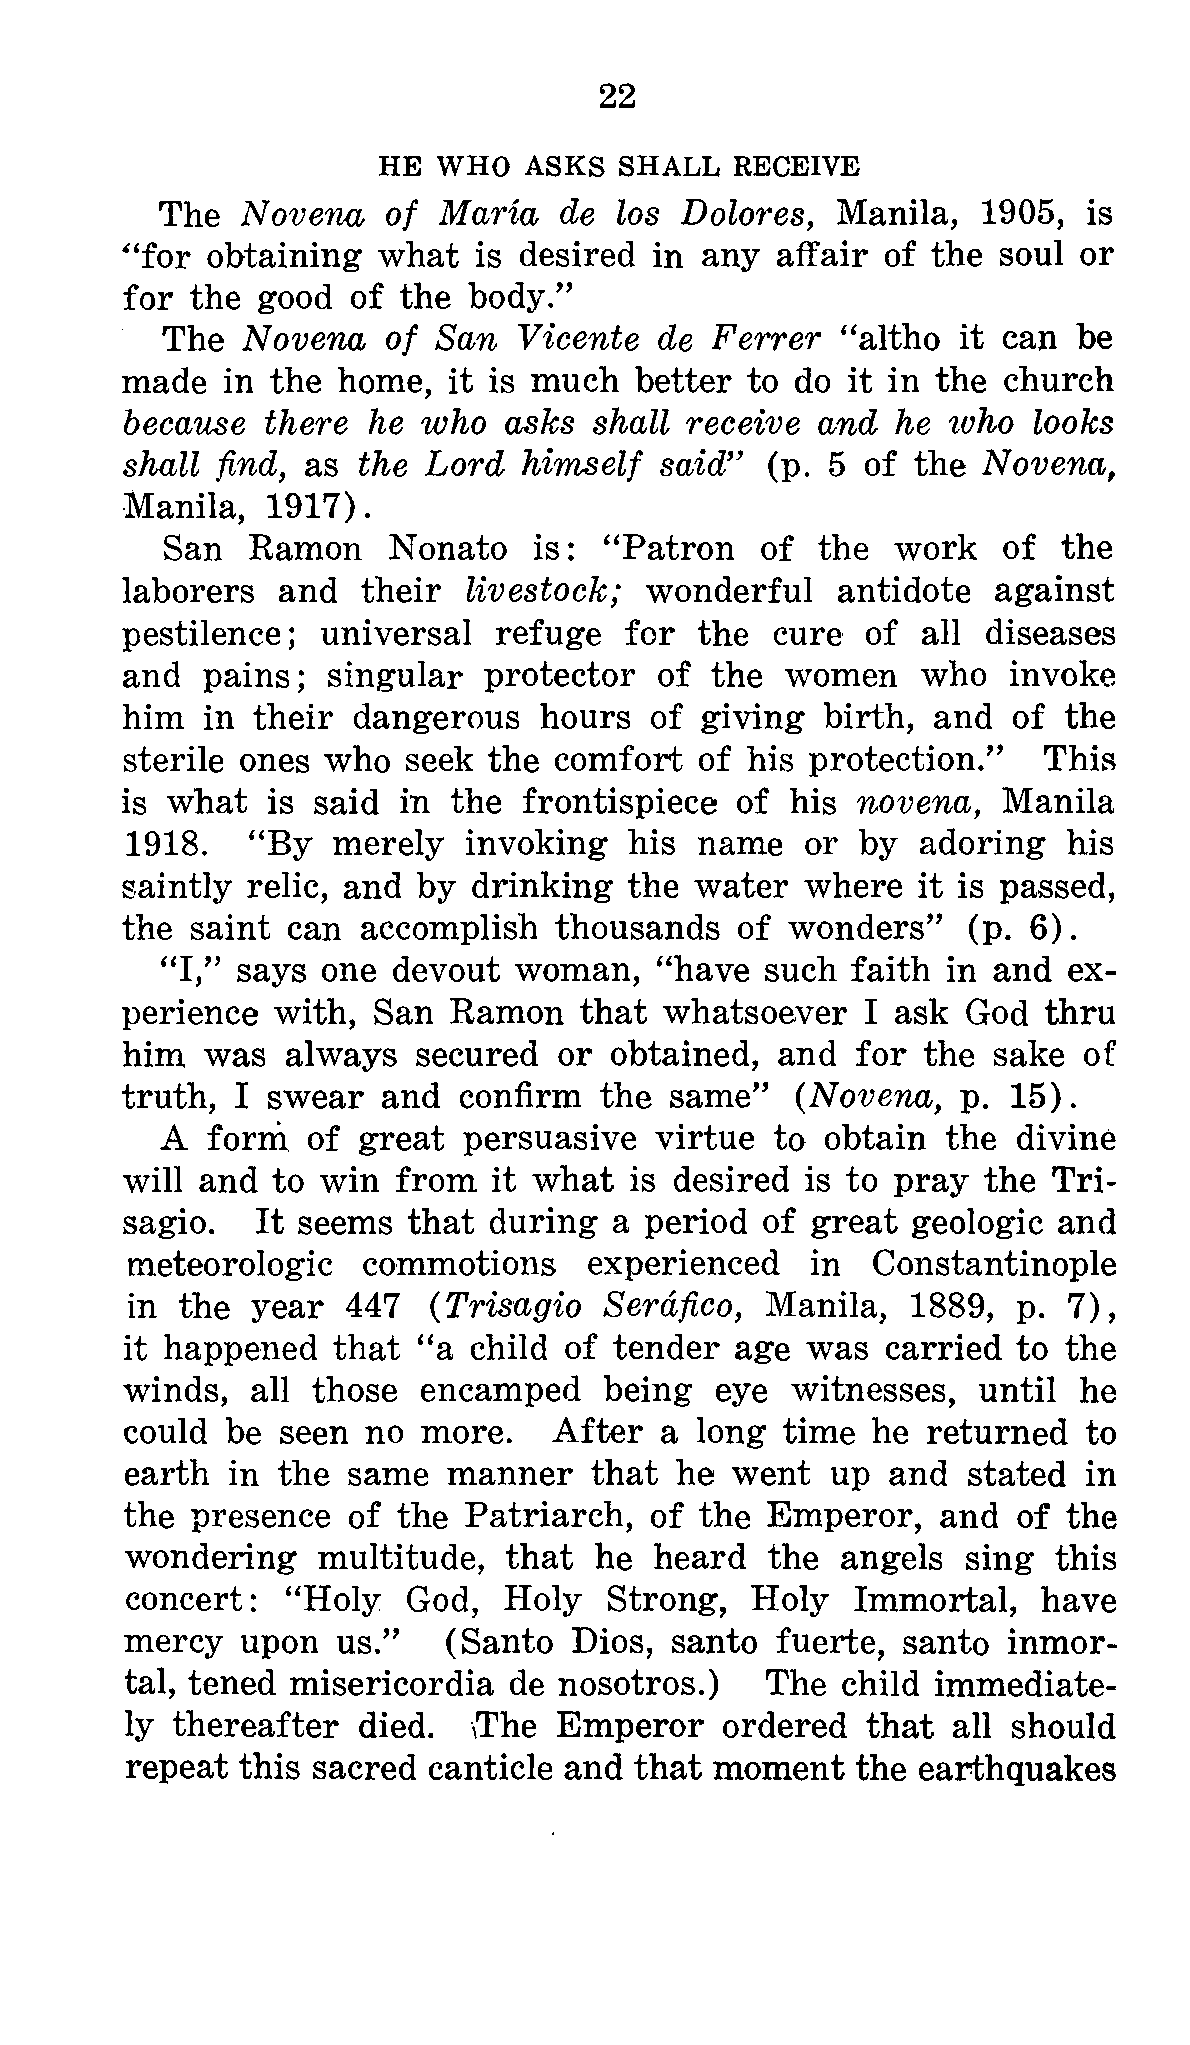 22
HE WHO ASKS SHALL RECEIVE
The Novena of María de los Dolores, Manila, 1905, is
“for obtaining what is desired in any affair of the soul or
for the good of the body.”
The Novena of San Vicente de Ferrer “altho it can be
made in the home, it is much better to do it in the church
because there he who asks shall receive and he who looks
shall find, as the Lord himself said” (p. 5 of the Novena,
Manila, 1917).
San Ramon Nonato is: “Patron of the work of the
laborers and their livestock; wonderful antidote against
pestilence; universal refuge for the cure of all diseases
and pains; singular protector of the women who invoke
him in their dangerous hours of giving birth, and of the
sterile ones who seek the comfort of his protection.” This
is what is said in the frontispiece of his novena, Manila
1918. “By merely invoking his name or by adoring his
saintly relic, and by drinking the water where it is passed,
the saint can accomplish thousands of wonders” (p. 6).
“I,” says one devout woman, “have such faith in and ex-
perience with, San Ramon that whatsoever I ask God thru
him was always secured or obtained, and for the sake of
truth, I swear and confirm the same” (Novena, p. 15).
A form of great persuasive virtue to obtain the divine
will and to win from it what is desired is to pray the Tri-
sagio. It seems that during a period of great geologic and
meteorologic commotions experienced in Constantinople
in the year 447 (Trisagio Seráfico, Manila, 1889, p. 7),
it happened that “a child of tender age was carried to the
winds, all those encamped being eye witnesses, until he
could be seen no more. After a long time he returned to
earth in the same manner that he went up and stated in
the presence of the Patriarch, of the Emperor, and of the
wondering multitude, that he heard the angels sing this
concert: “Holy God, Holy Strong, Holy Immortal, have
mercy upon us.” (Santo Dios, santo fuerte, santo inmor-
tal, tened misericordia de nosotros.) The child immediate-
ly thereafter died. The Emperor ordered that all should
repeat this sacred canticle and that moment the earthquakes